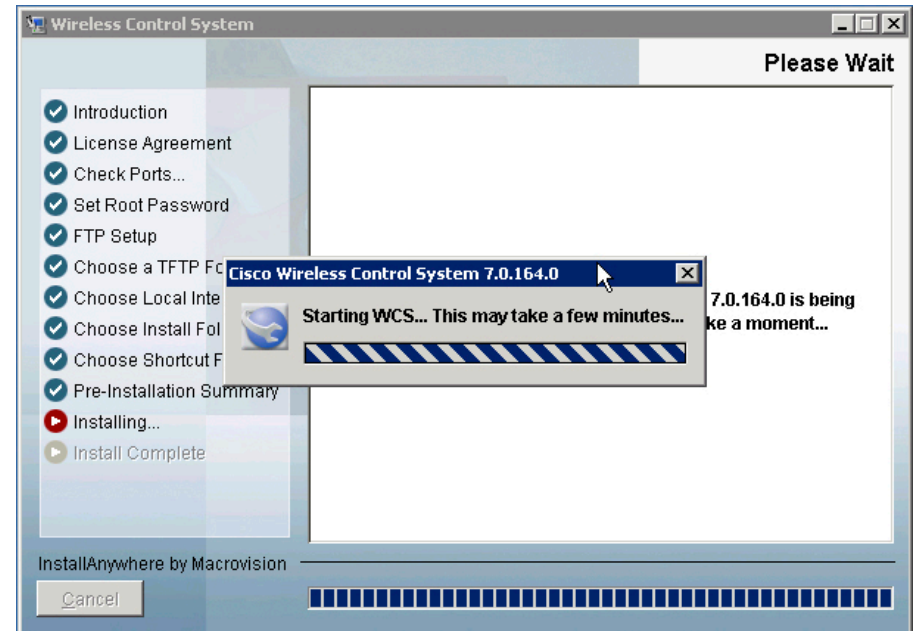 Wireless Control System
Please Wait
Introduction
License Agreement
Check Ports...
Set Root Password
FTP Setup
Choose a TFTP Fo
Choose Local Inte
Choose Install Fol
Choose Shortcut F
Pre-Installation Summary
Installing...
Install Complete
Cisco Wireless Control System 7.0.164.0
Starting WCS... This may take a few minutes...
7.0.164.0 is being
ke a moment...
InstallAnywhere by Macrovision
Cancel